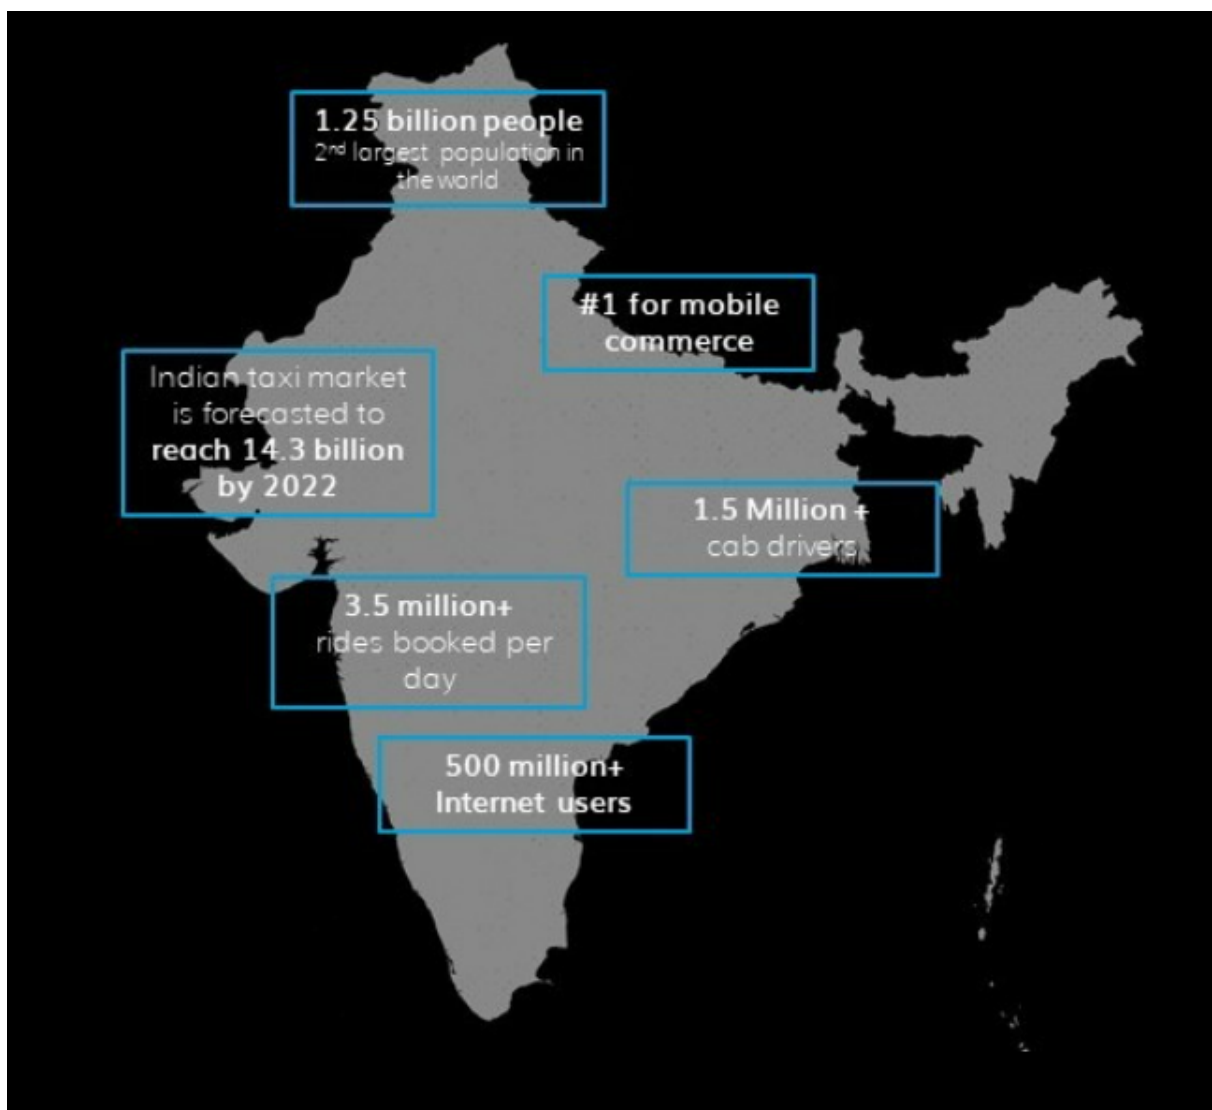 1.25 billion people
2nd largest population in
the world
#1 for mobile
commerce
Indian taxi market
is forecasted to
reach 14.3 billion
by 2022
1.5 Million +
cab drivers
3.5 million+
rides booked per
day
500 million+
Internet users